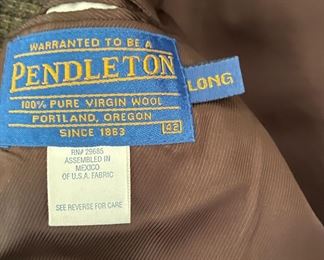 WARRANTED TO BE A
PENDLETON
100% PURE VIRGIN WOOL
PORTLAND, OREGON
SINCE 1863 42
LONG
RN# 29685
ASSEMBLED IN
MEXICO
OF U.S.A. FABRIC
SEE REVERSE FOR CARE